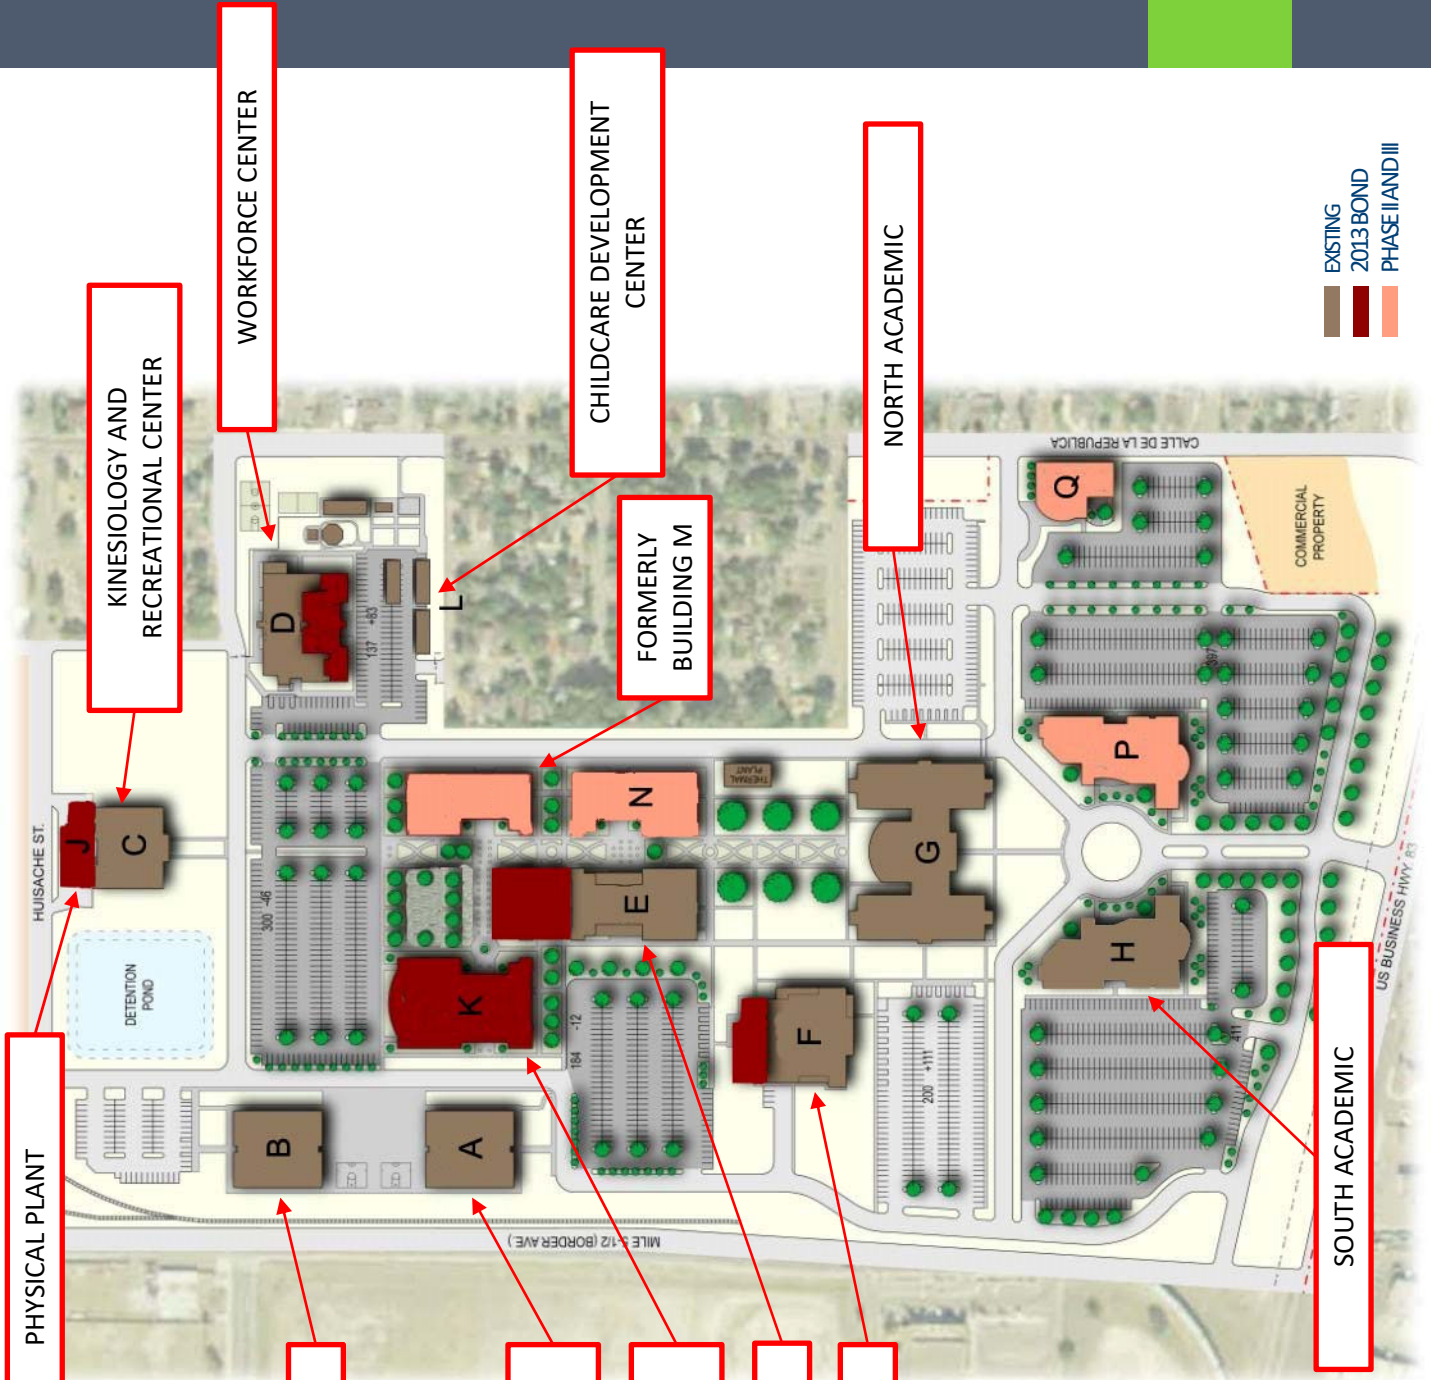 WORKFORCE CENTER
CHILDCARE DEVELOPMENT
CENTER
KINESIOLOGY AND
RECREATIONAL CENTER
NORTH ACADEMIC
FORMERLY
BUILDING M
PHYSICAL PLANT
SOUTH ACADEMIC
EXISTING
2013 BOND
PHASE II AND III
HUISACHE ST.
CALLE DE LA REPUBLICA
MILE 5-1/2 (BORDER AVE.)
US BUSINESS HWY. 83
COMMERCIAL
PROPERTY
DETENTION
POND
THERMAL
PLANT
J
C
D
L
B
A
K
E
N
F
G
H
P
Q
137 +83
300 -46
184 -12
200 +111
397
411